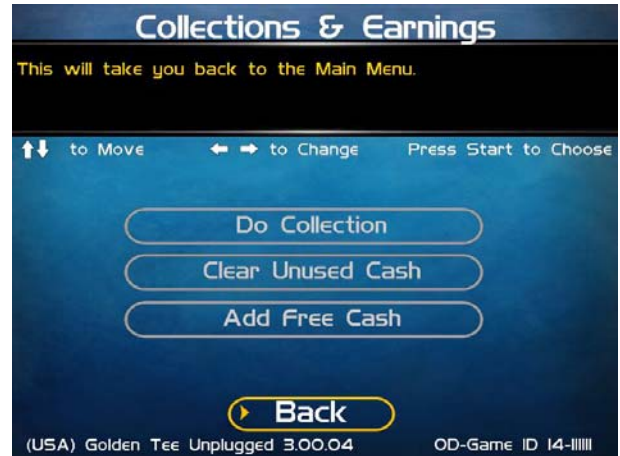 Collections & Earnings
This will take you back to the Main Menu.
to Move to Change Press Start to Choose
Do Collection
Clear Unused Cash
Add Free Cash
Back
(USA) Golden Tee Unplugged 3.00.04 OD-Game ID 14-111111